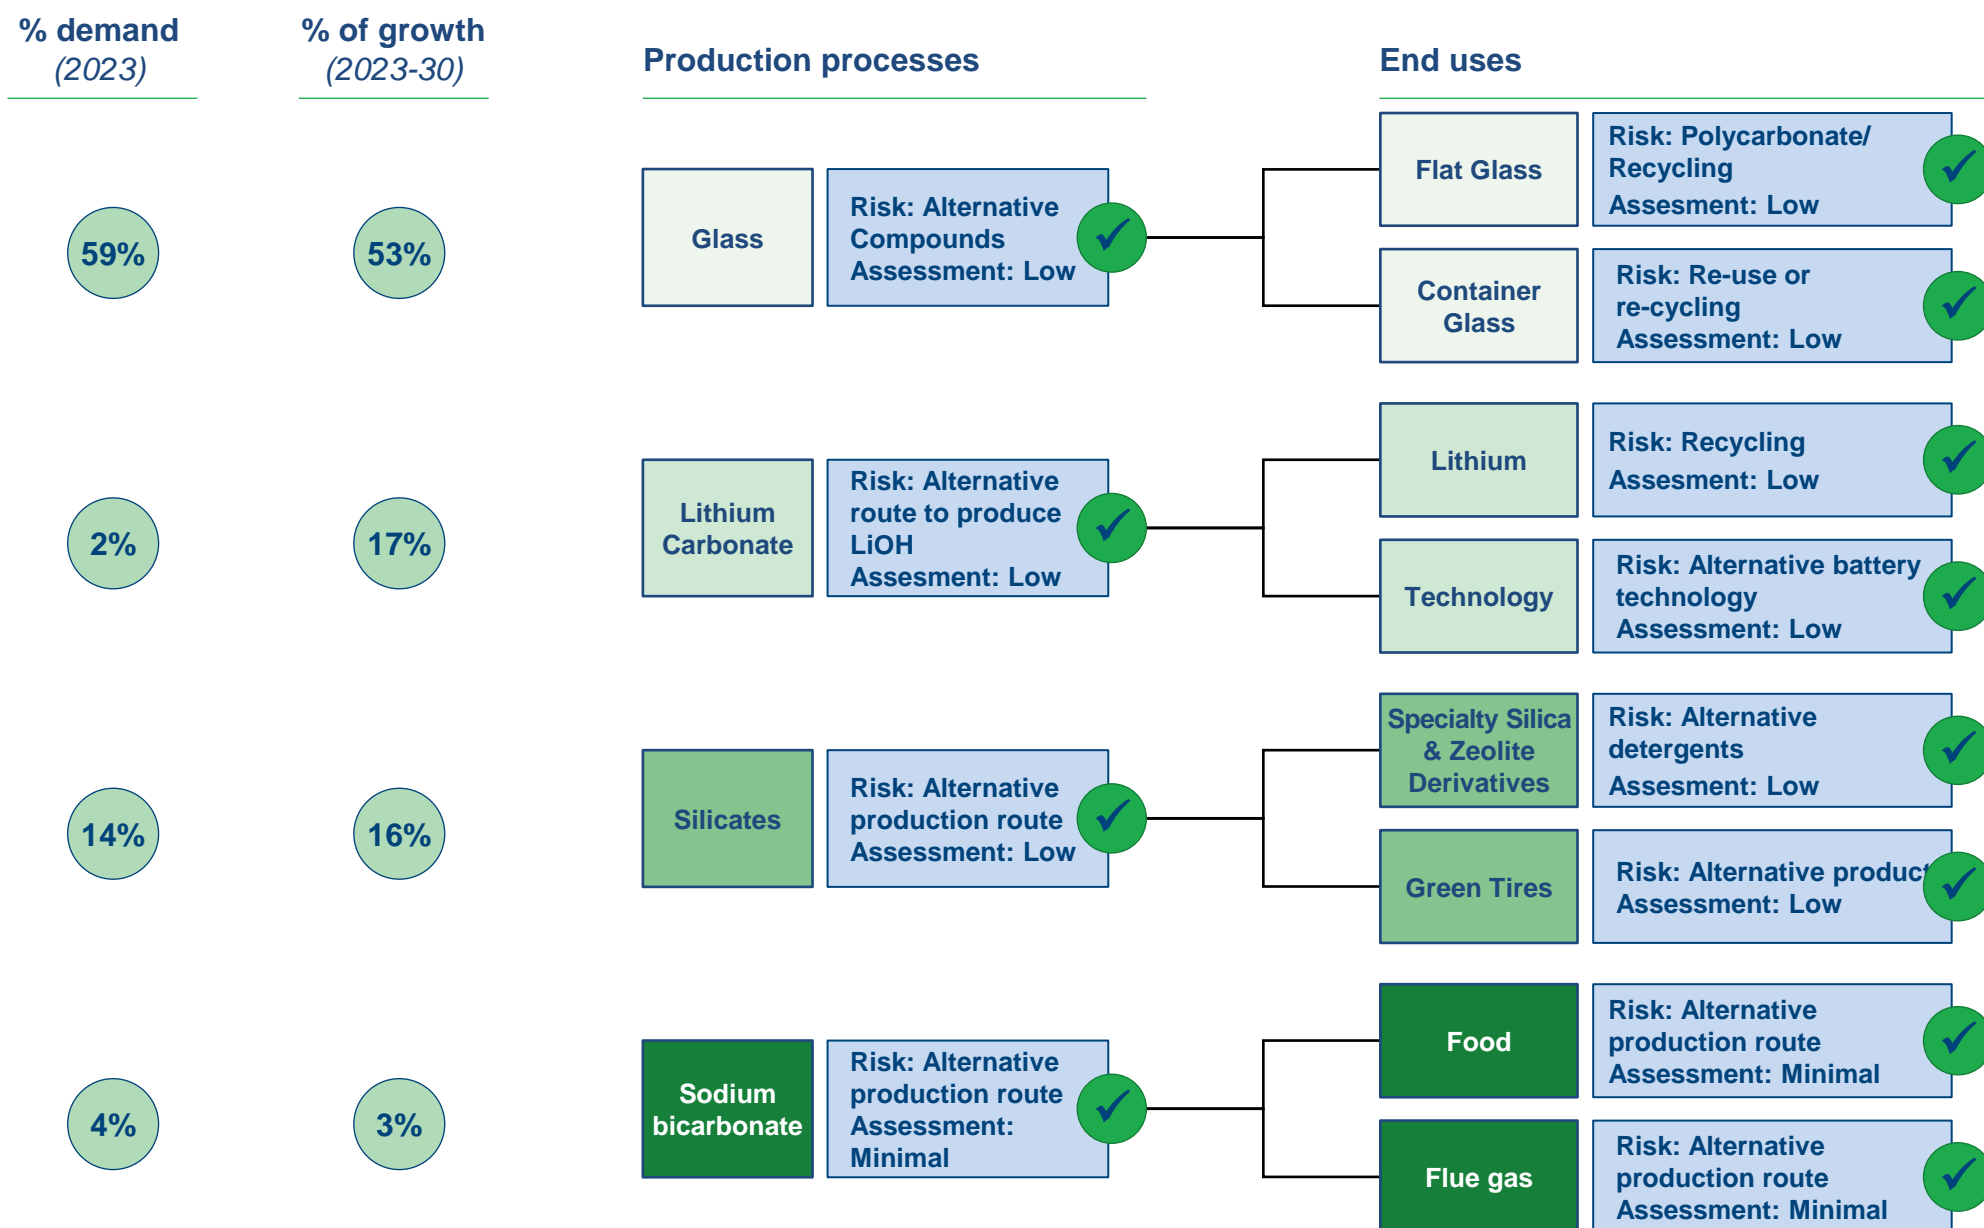 % demand
(2023)
% of growth
(2023-30)
Production processes
End uses
59%
53%
Glass
Risk: Alternative
Compounds
Assessment: Low
Flat Glass
Risk: Polycarbonate/
Recycling
Assesment: Low
Container
Glass
Risk: Re-use or
re-cycling
Assessment: Low
2%
17%
Lithium
Carbonate
Risk: Alternative
route to produce
LiOH
Assesment: Low
Lithium
Risk: Recycling
Assesment: Low
Technology
Risk: Alternative battery
technology
Assessment: Low
14%
16%
Silicates
Risk: Alternative
production route
Assessment: Low
Specialty Silica
& Zeolite
Derivatives
Risk: Alternative
detergents
Assesment: Low
Green Tires
Risk: Alternative product
Assessment: Low
4%
3%
Sodium
bicarbonate
Risk: Alternative
production route
Assessment:
Minimal
Food
Risk: Alternative
production route
Assessment: Minimal
Flue gas
Risk: Alternative
production route
Assessment: Minimal